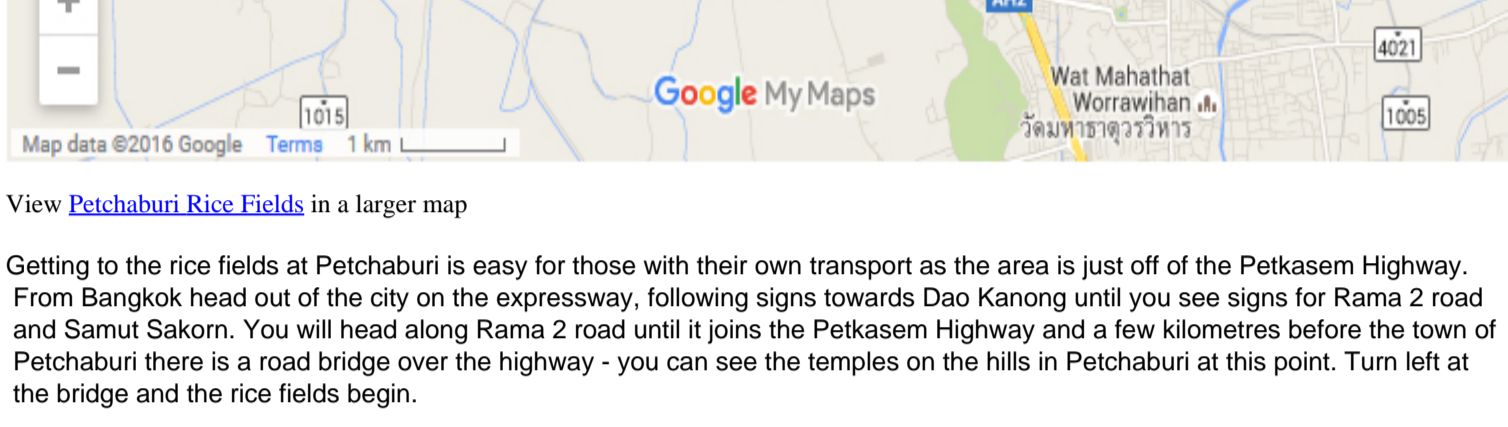 AH2
4021
Wat Mahathat
Google My Maps
Worrawihan
1015
1005
วัดมหาธาตุวรวิหาร
Map data ©2016 Google Terms 1 km
View Petchaburi Rice Fields in a larger map
Getting to the rice fields at Petchaburi is easy for those with their own transport as the area is just off of the Petkasem Highway.
From Bangkok head out of the city on the expressway, following signs towards Dao Kanong until you see signs for Rama 2 road
and Samut Sakorn. You will head along Rama 2 road until it joins the Petkasem Highway and a few kilometres before the town of
Petchaburi there is a road bridge over the highway - you can see the temples on the hills in Petchaburi at this point. Turn left at
the bridge and the rice fields begin.